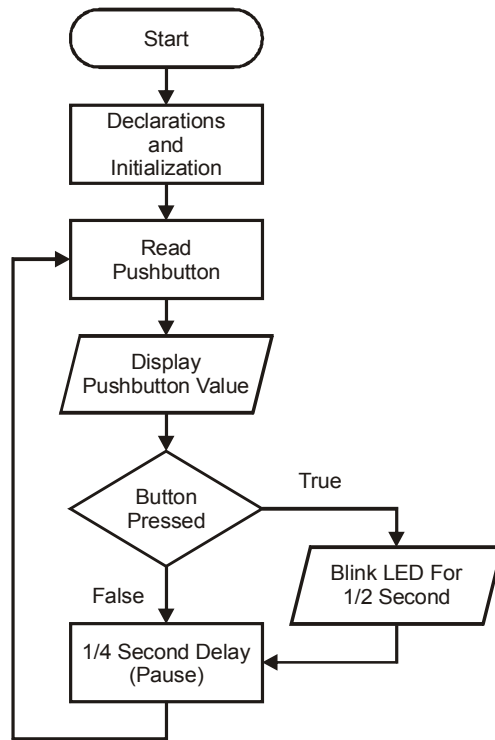 Start
Declarations
and
Initialization
Read
Pushbutton
Display
Pushbutton Value
Button
Pressed
True
Blink LED For
1/2 Second
False
1/4 Second Delay
(Pause)